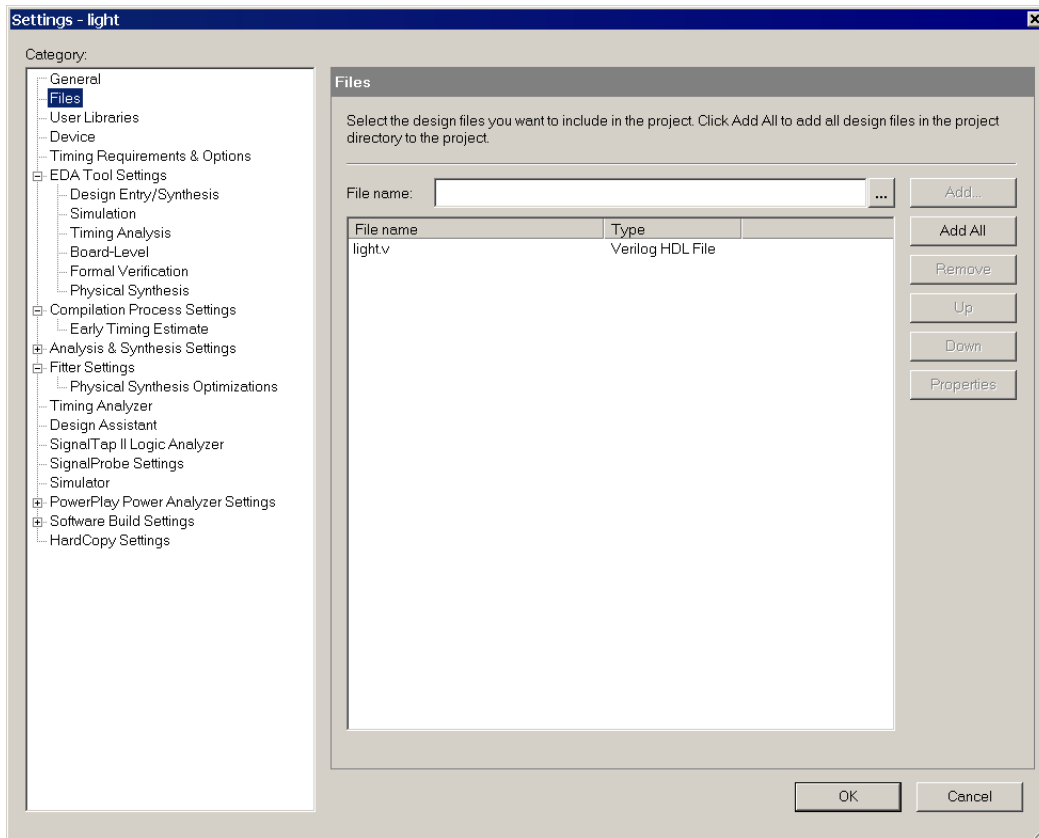 Settings - light
Category:
General
Files
User Libraries
Device
Timing Requirements & Options
EDA Tool Settings
Design Entry/Synthesis
Simulation
Timing Analysis
Board-Level
Formal Verification
Physical Synthesis
Compilation Process Settings
Early Timing Estimate
Analysis & Synthesis Settings
Fitter Settings
Physical Synthesis Optimizations
Timing Analyzer
Design Assistant
SignalTap II Logic Analyzer
SignalProbe Settings
Simulator
PowerPlay Power Analyzer Settings
Software Build Settings
HardCopy Settings
Files
Select the design files you want to include in the project. Click Add All to add all design files in the project
directory to the project.
File name:
...
Add...
File name Type
light.v Verilog HDL File
Add All
Remove
Up
Down
Properties
OK Cancel